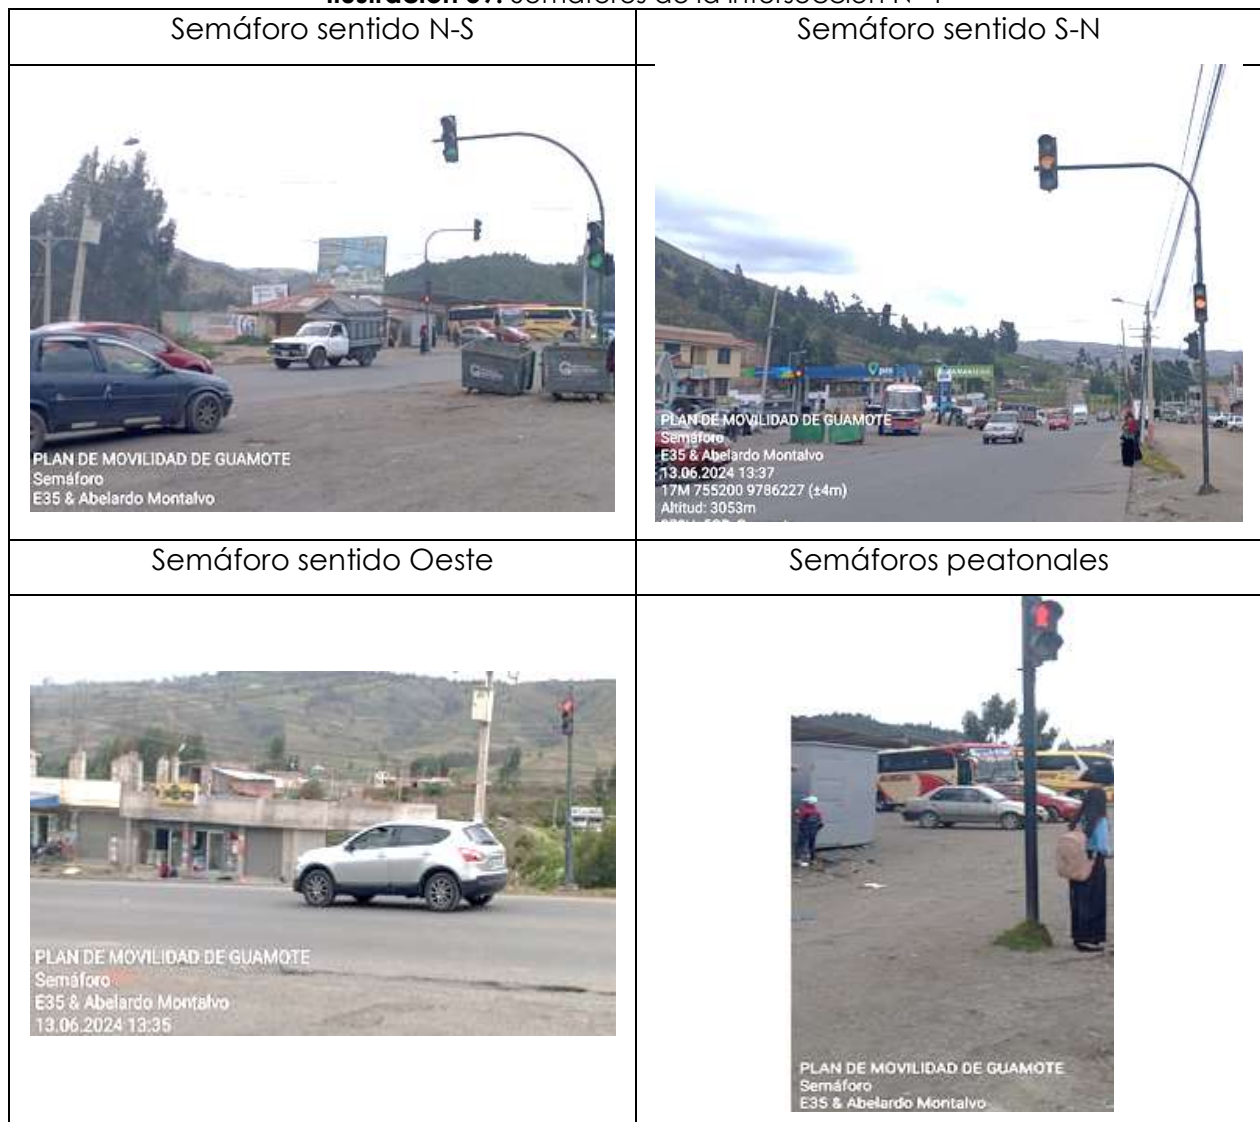 Semáforo sentido N-S
Semáforo sentido S-N
PLAN DE MOVILIDAD DE GUAMOTE
Semáforo
E35 & Abelardo Montalvo
PLAN DE MOVILIDAD DE GUAMOTE
Semáforo
E35 & Abelardo Montalvo
13.06.2024 13:37
17M 755200 9786227 (±4m)
Altitud: 3053m
Semáforo sentido Oeste
Semáforos peatonales
PLAN DE MOVILIDAD DE GUAMOTE
Semáforo
E35 & Abelardo Montalvo
13.06.2024 13:35
PLAN DE MOVILIDAD DE GUAMOTE
Semáforo
E35 & Abelardo Montalvo